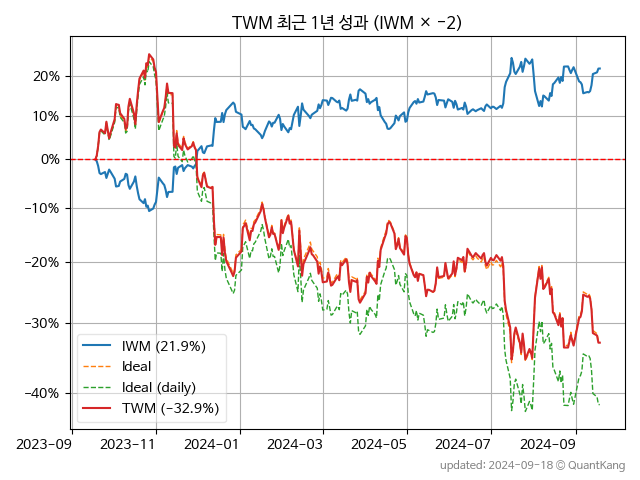 TWM 최근 1년 성과 (IWM × −2)
20%
10%
0%
−10%
−20%
−30%
−40%
IWM (21.9%)
Ideal
Ideal (daily)
TWM (−32.9%)
2023-09
2023-11
2024-01
2024-03
2024-05
2024-07
2024-09
updated: 2024-09-18 © QuantKang